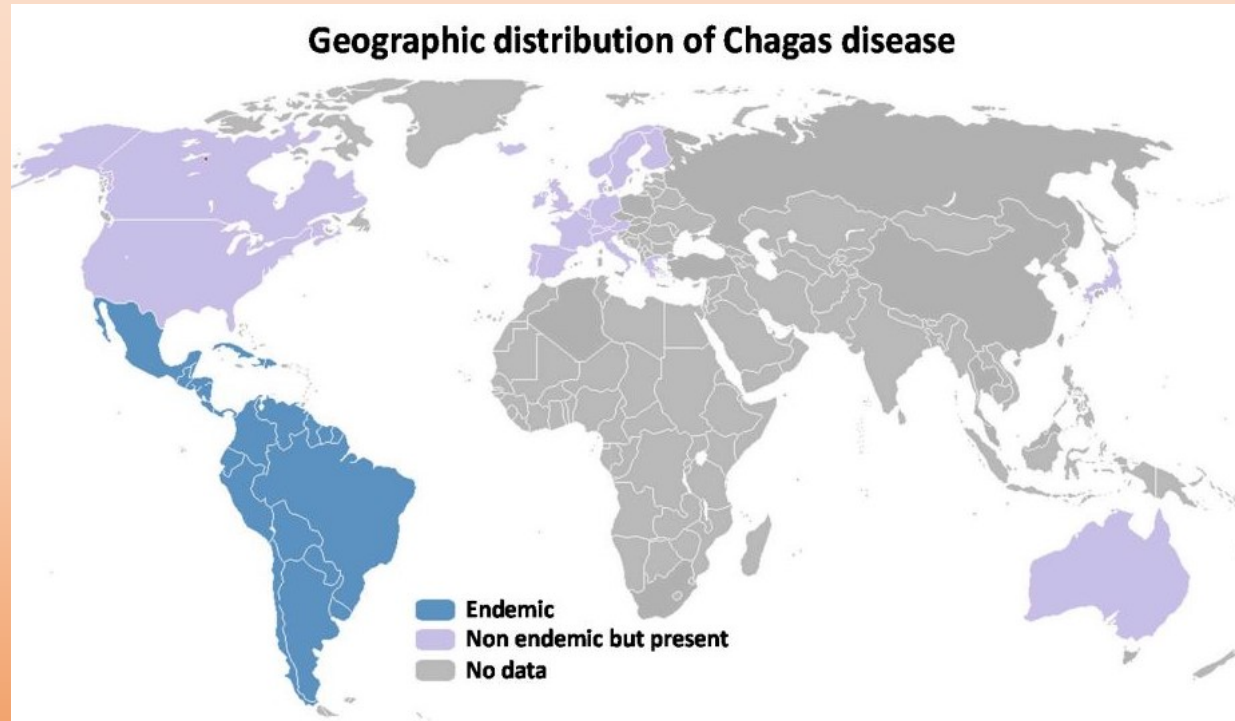 Geographic distribution of Chagas disease
Endemic
Non endemic but present
No data